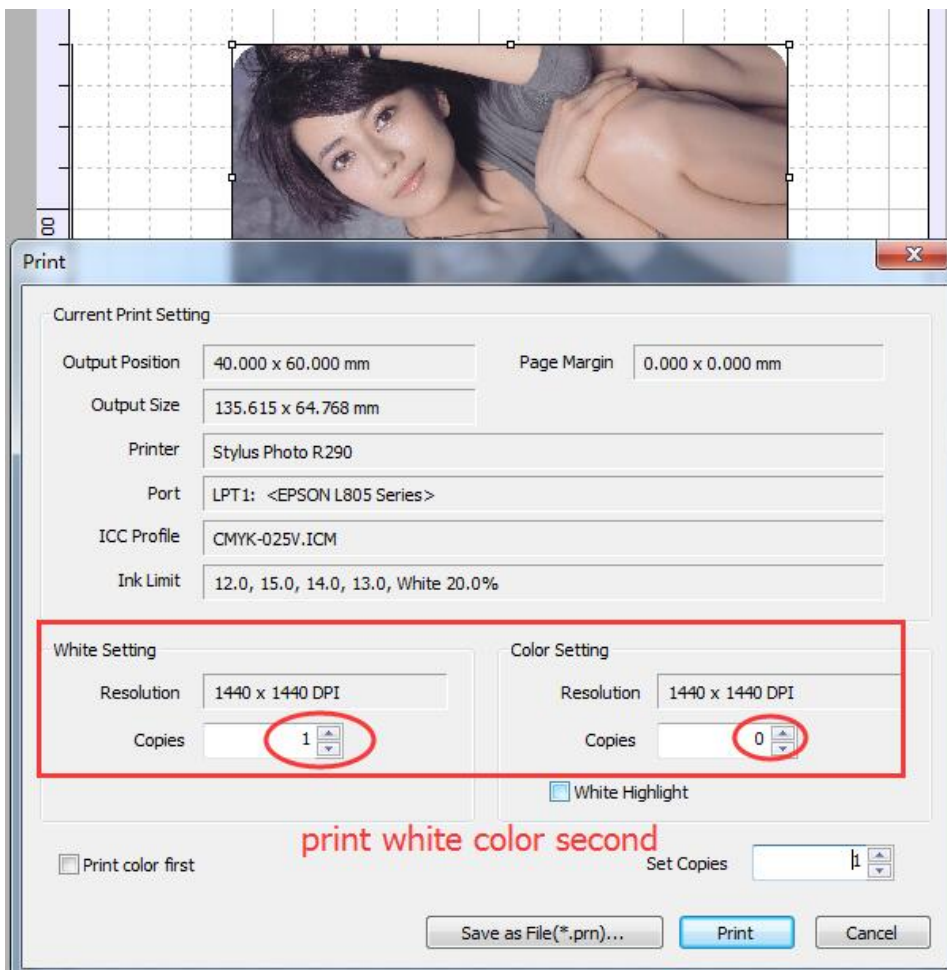 00
Print
X
Current Print Setting
Output Position 40.000 x 60.000 mm Page Margin 0.000 x 0.000 mm
Output Size 135.615 x 64.768 mm
Printer Stylus Photo R290
Port LPT1: <EPSON L805 Series>
ICC Profile CMYK-025V.ICM
Ink Limit 12.0, 15.0, 14.0, 13.0, White 20.0%
White Setting Color Setting
Resolution 1440 x 1440 DPI Resolution 1440 x 1440 DPI
Copies 1 Copies 0
White Highlight
print white color second
Print color first Set Copies 1
Save as File(*.prn)... Print Cancel